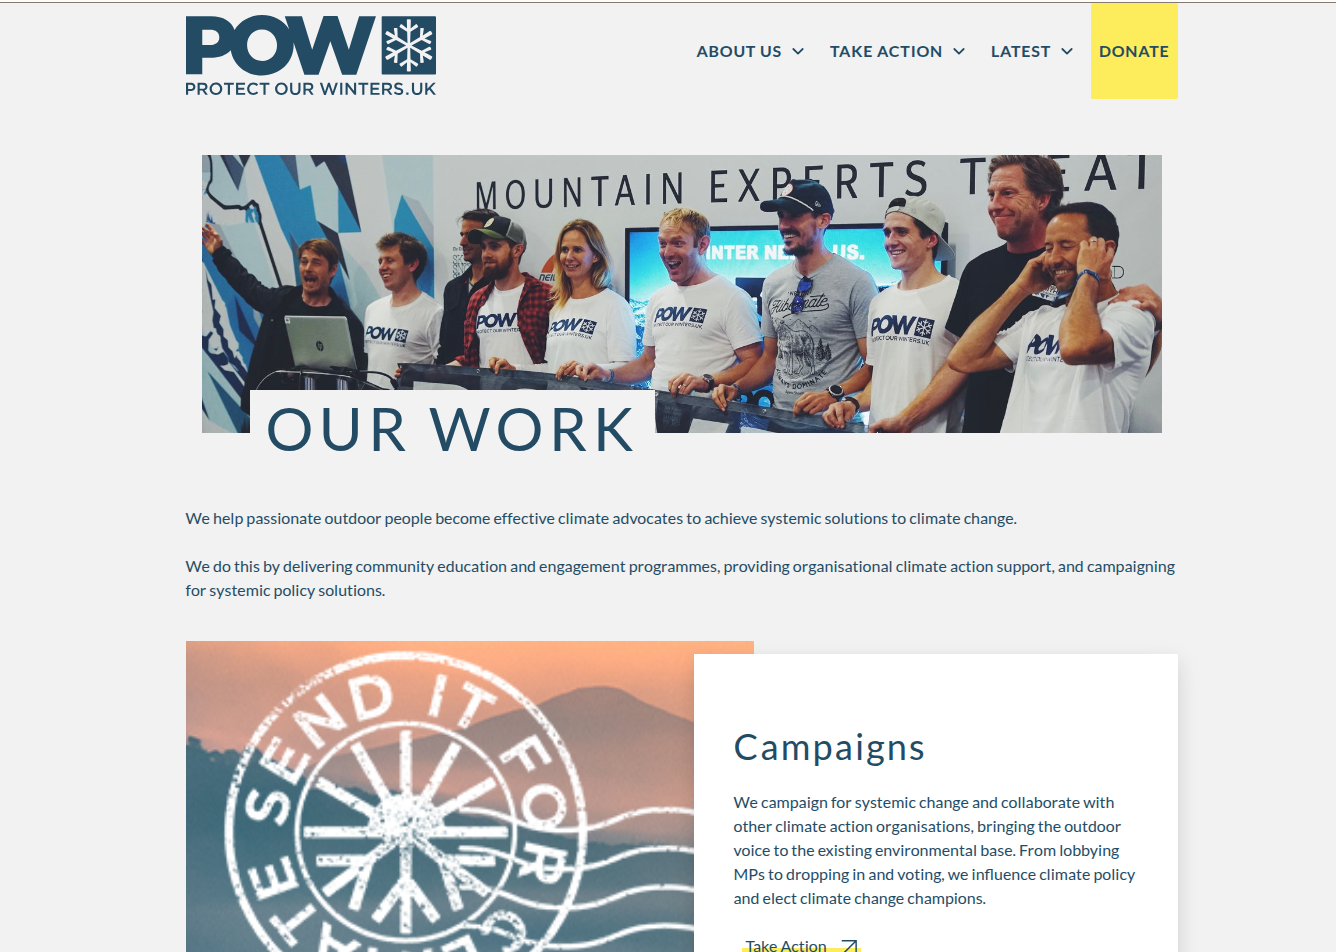 POW
PROTECT OUR WINTERS.UK
ABOUT US
TAKE ACTION
LATEST
DONATE
MOUNTAIN EXPERTS
OUR WORK
We help passionate outdoor people become effective climate advocates to achieve systemic solutions to climate change.
We do this by delivering community education and engagement programmes, providing organisational climate action support, and campaigning
for systemic policy solutions.
SEND IT FOR
Campaigns
We campaign for systemic change and collaborate with
other climate action organisations, bringing the outdoor
voice to the existing environmental base. From lobbying
MPs to dropping in and voting, we influence climate policy
and elect climate change champions.
Take Action